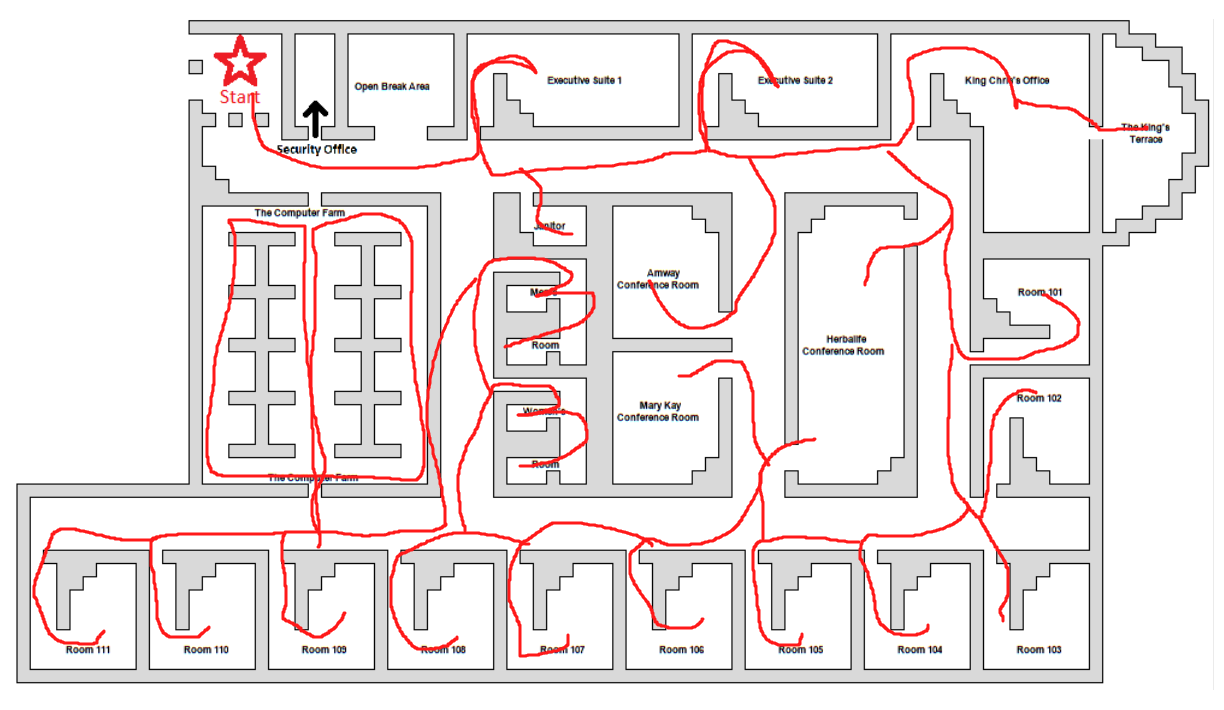 Start
Security Office
Open Break Area
Executive Suite 1
Executive Suite 2
King Chris's Office
The King's
Terrace
The Computer Farm
Janitor
Men's
Room
Amway
Conference Room
Herbalife
Conference Room
Room 101
Mary Kay
Conference Room
Women's
Room
Room 102
The Computer Farm
Room 111
Room 110
Room 109
Room 108
Room 107
Room 106
Room 105
Room 104
Room 103